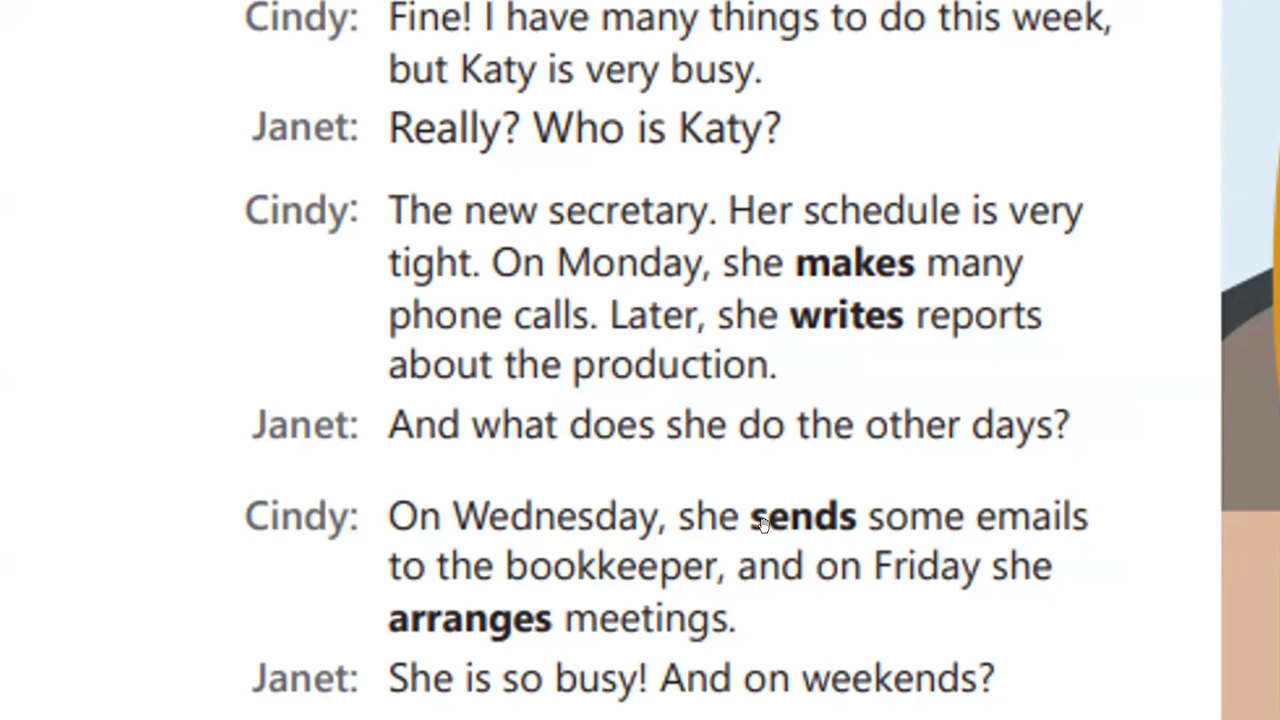 Cindy: Fine! I have many things to do this week,
but Katy is very busy.
Janet: Really? Who is Katy?
Cindy: The new secretary. Her schedule is very
tight. On Monday, she makes many
phone calls. Later, she writes reports
about the production.
Janet: And what does she do the other days?
Cindy: On Wednesday, she sends some emails
to the bookkeeper, and on Friday she
arranges meetings.
Janet: She is so busy! And on weekends?